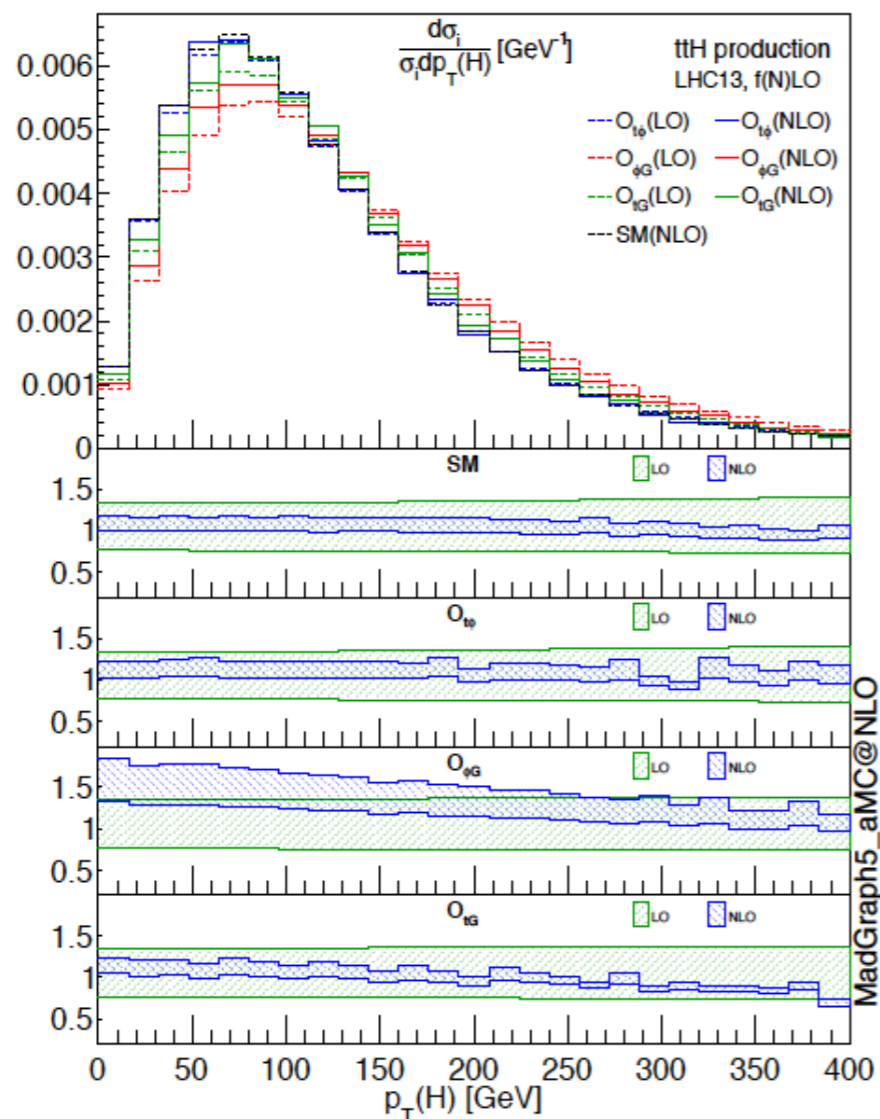 dσᵢ
σᵢdp_T(H) [GeV⁻¹]
ttH production
LHC13, f(N)LO
O_tφ(LO) O_tφ(NLO)
O_φG(LO) O_φG(NLO)
O_tG(LO) O_tG(NLO)
SM(NLO)
0.006
0.005
0.004
0.003
0.002
0.001
0
SM LO NLO
1.5
1
0.5
O_tφ LO NLO
1.5
1
0.5
O_φG LO NLO
1.5
1
0.5
O_tG LO NLO
1.5
1
0.5
0 50 100 150 200 250 300 350 400
p_T(H) [GeV]
MadGraph5_aMC@NLO